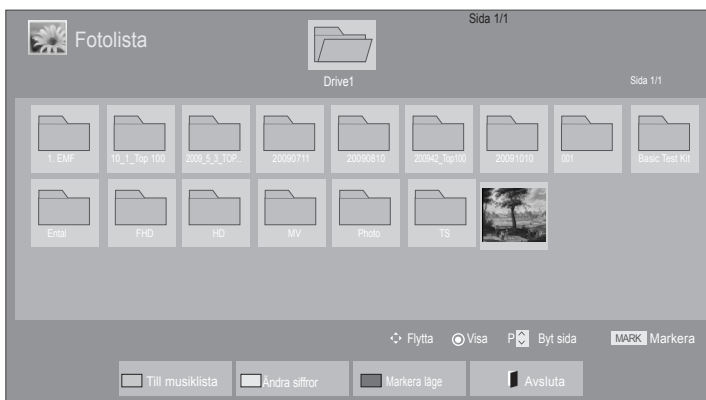 Sida 1/1
Fotolista
Drive1
Sida 1/1
1. EMF 10_1_Top 100 2009_5_3_TOP... 20090711 20090810 200942_Top100 20091010 001 Basic Test Kit
Ental FHD HD MV Photo TS
Flytta Visa P Byt sida MARK Markera
Till musiklista Ändra siffror Markera läge Avsluta